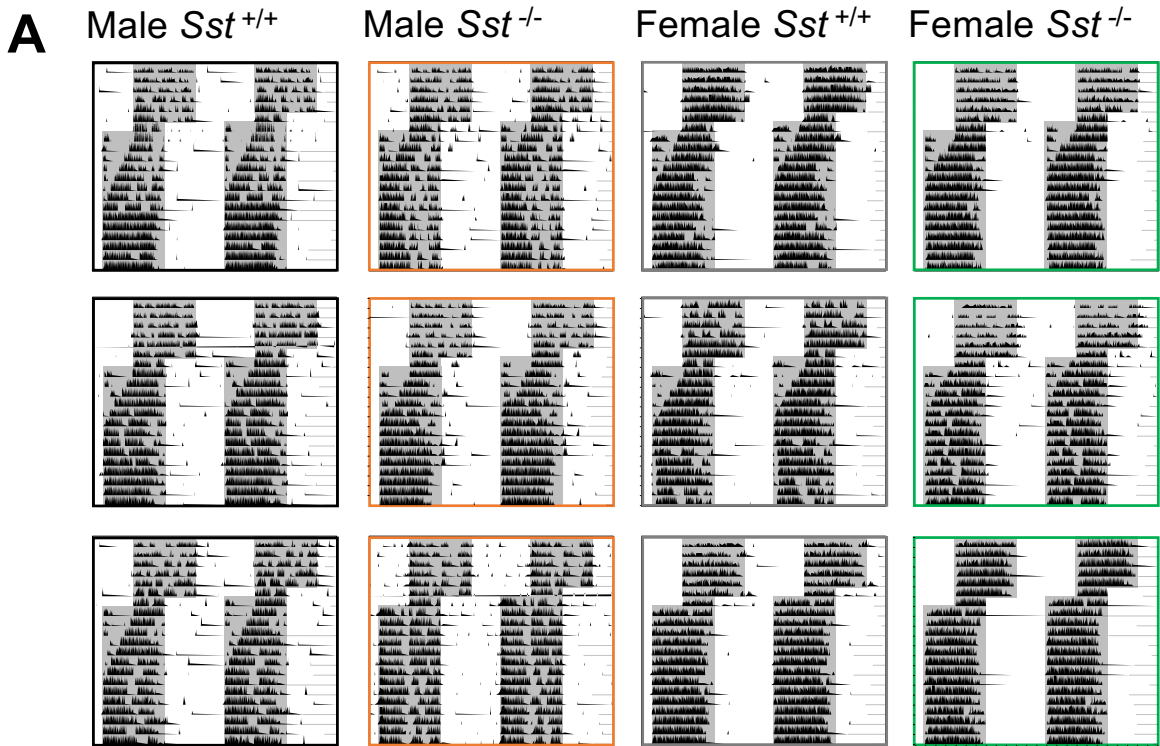 A
Male Sst +/+
Male Sst -/-
Female Sst +/+
Female Sst -/-